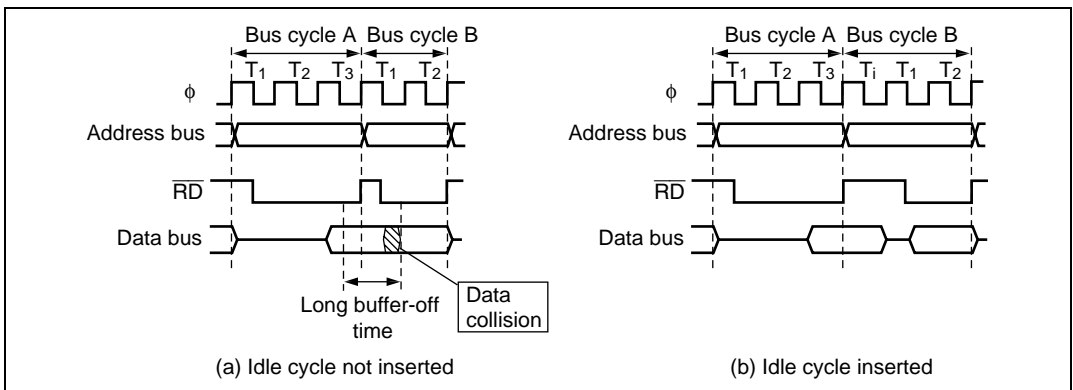 Bus cycle A Bus cycle B
T1 T2 T3 T1 T2
ϕ
Address bus
RD
Data bus
Long buffer-off
time
Data
collision
(a) Idle cycle not inserted
Bus cycle A Bus cycle B
T1 T2 T3 Ti T1 T2
ϕ
Address bus
RD
Data bus
(b) Idle cycle inserted